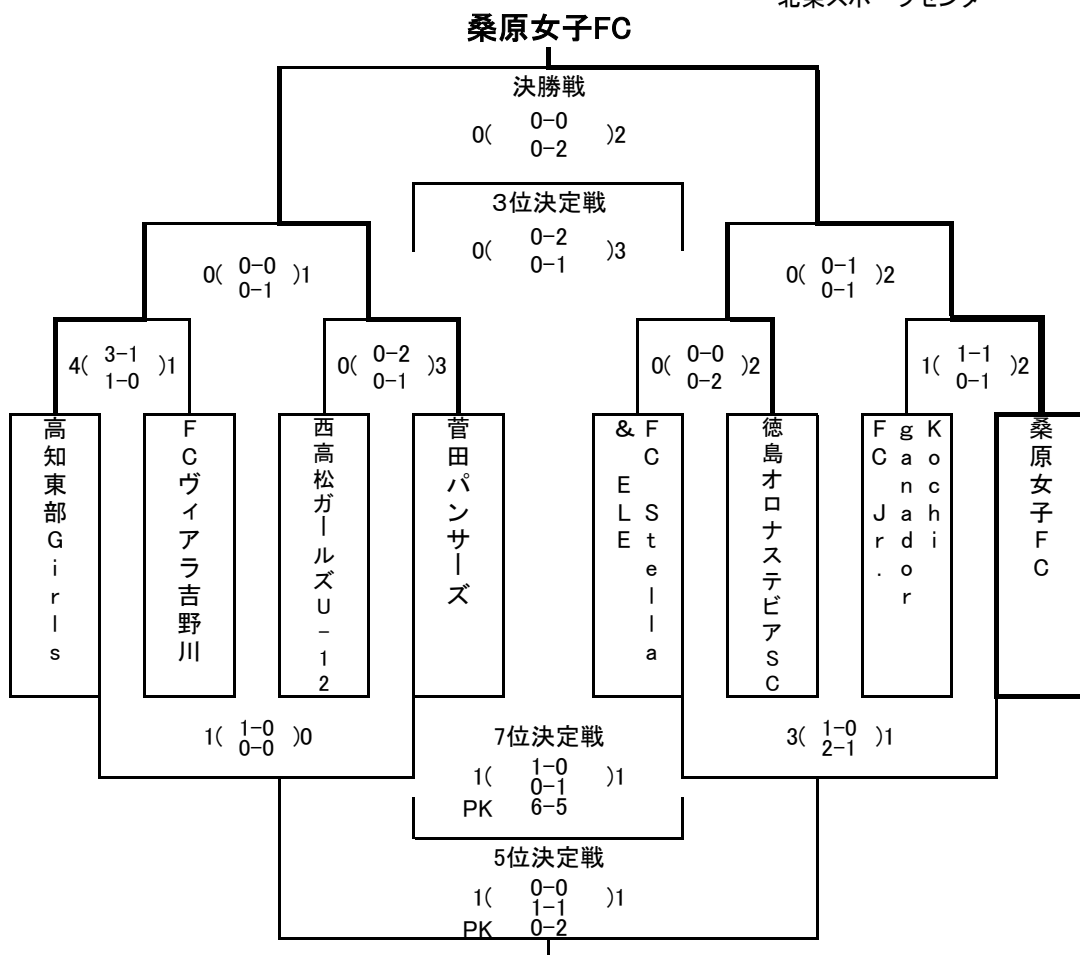 桑原女子FC
決勝戦
0( 0-0 )2
0-2
3位決定戦
0( 0-2 )3
0-1
0( 0-0 )1
0-1
0( 0-1 )2
0-1
4( 3-1 )1
1-0
0( 0-2 )3
0-1
0( 0-0 )2
0-2
1( 1-1 )2
0-1
高知東部Girls
FCヴィアラ吉野川
西高松ガールズU-12
菅田パンサーズ
FC Stella
& ELE
徳島オロナステビアSC
Kochi
ganador
FC Jr.
桑原女子FC
1( 1-0 )0
0-0
3( 1-0 )1
2-1
7位決定戦
1( 1-0 )1
0-1
PK 6-5
5位決定戦
1( 0-0 )1
1-1
PK 0-2